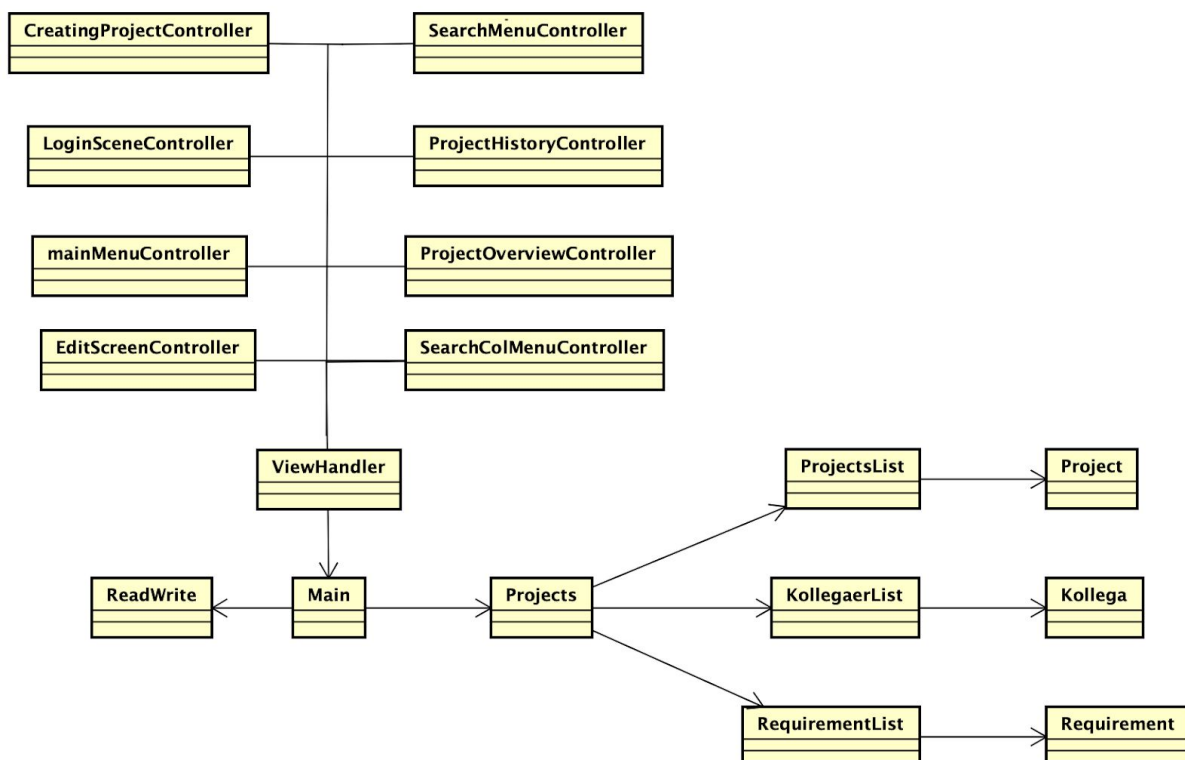 CreatingProjectController
SearchMenuController
LoginSceneController
ProjectHistoryController
mainMenuController
ProjectOverviewController
EditScreenController
SearchColMenuController
ViewHandler
ProjectsList
Project
ReadWrite
Main
Projects
KollegaerList
Kollega
RequirementList
Requirement